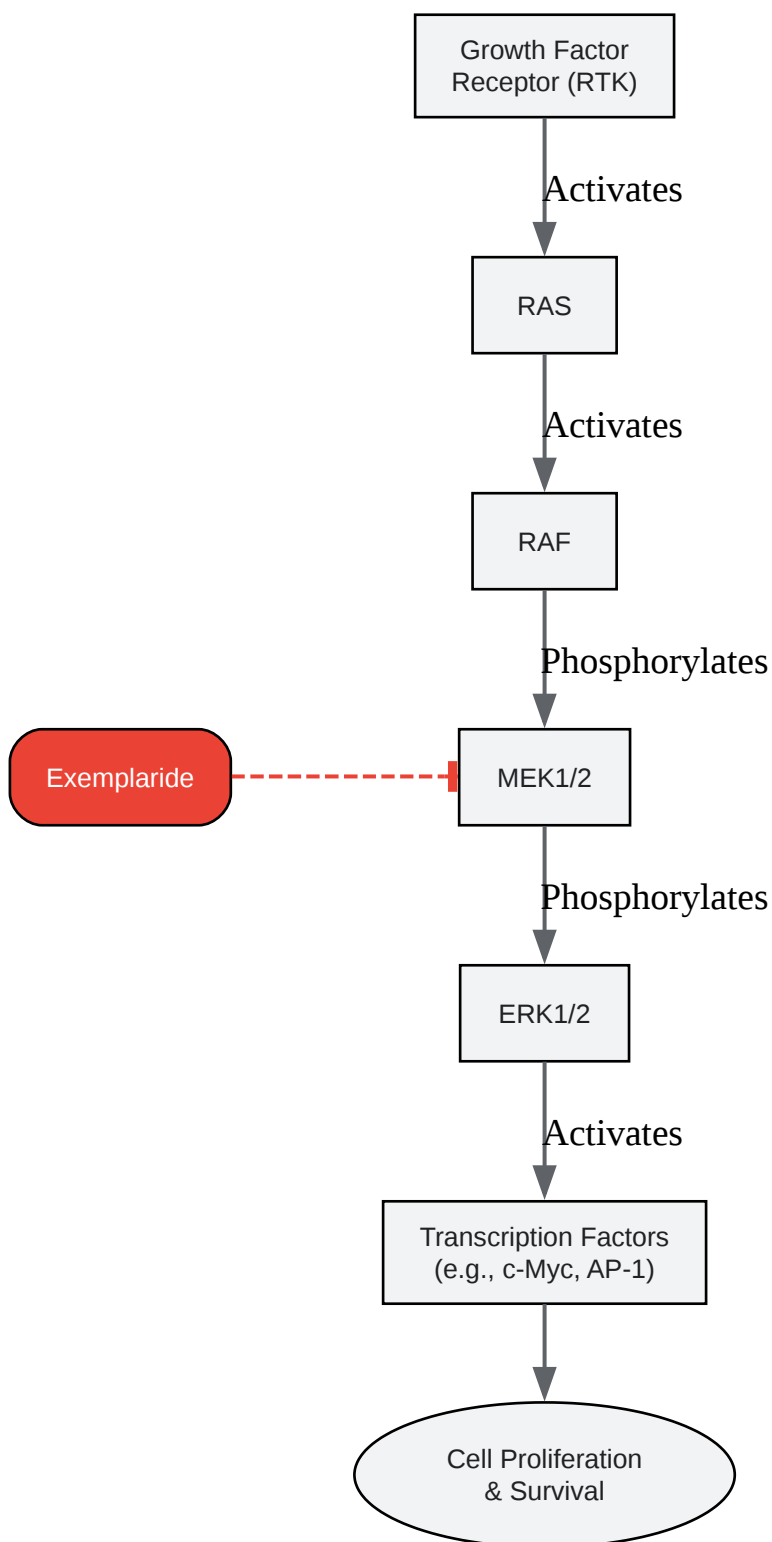 Growth Factor
Receptor (RTK)
Activates
RAS
Activates
RAF
Phosphorylates
Exemplaride
MEK1/2
Phosphorylates
ERK1/2
Activates
Transcription Factors
(e.g., c-Myc, AP-1)
Cell Proliferation
& Survival